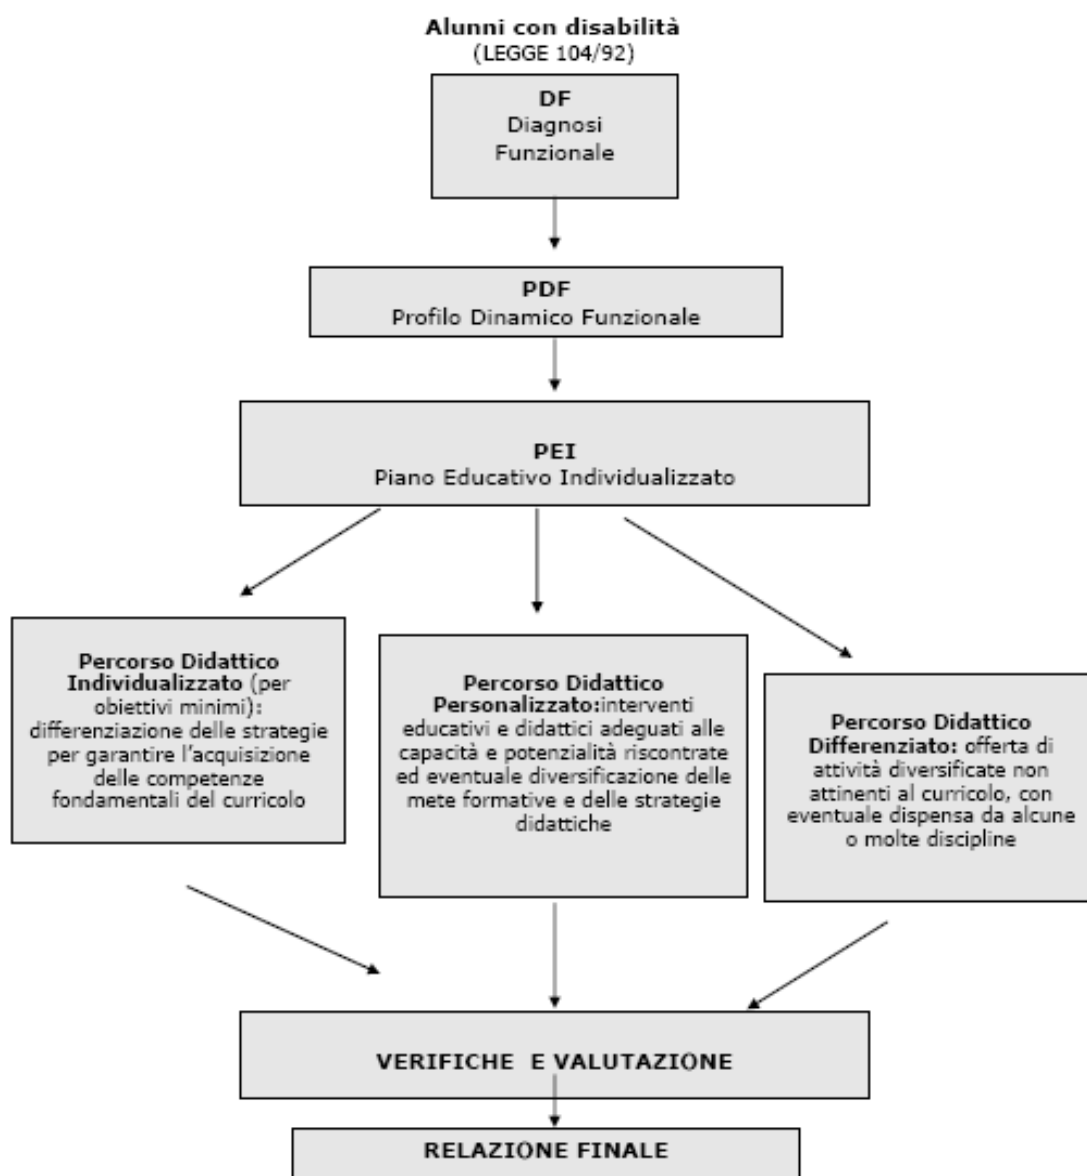 Alunni con disabilità
(LEGGE 104/92)
DF
Diagnosi
Funzionale
PDF
Profilo Dinamico Funzionale
PEI
Piano Educativo Individualizzato
Percorso Didattico
Individualizzato (per
obiettivi minimi):
differenziazione delle strategie
per garantire l'acquisizione
delle competenze
fondamentali del curricolo
Percorso Didattico
Personalizzato:interventi
educativi e didattici adeguati alle
capacità e potenzialità riscontrate
ed eventuale diversificazione delle
mete formative e delle strategie
didattiche
Percorso Didattico
Differenziato: offerta di
attività diversificate non
attinenti al curricolo, con
eventuale dispensa da alcune
o molte discipline
VERIFICHE E VALUTAZIONE
RELAZIONE FINALE